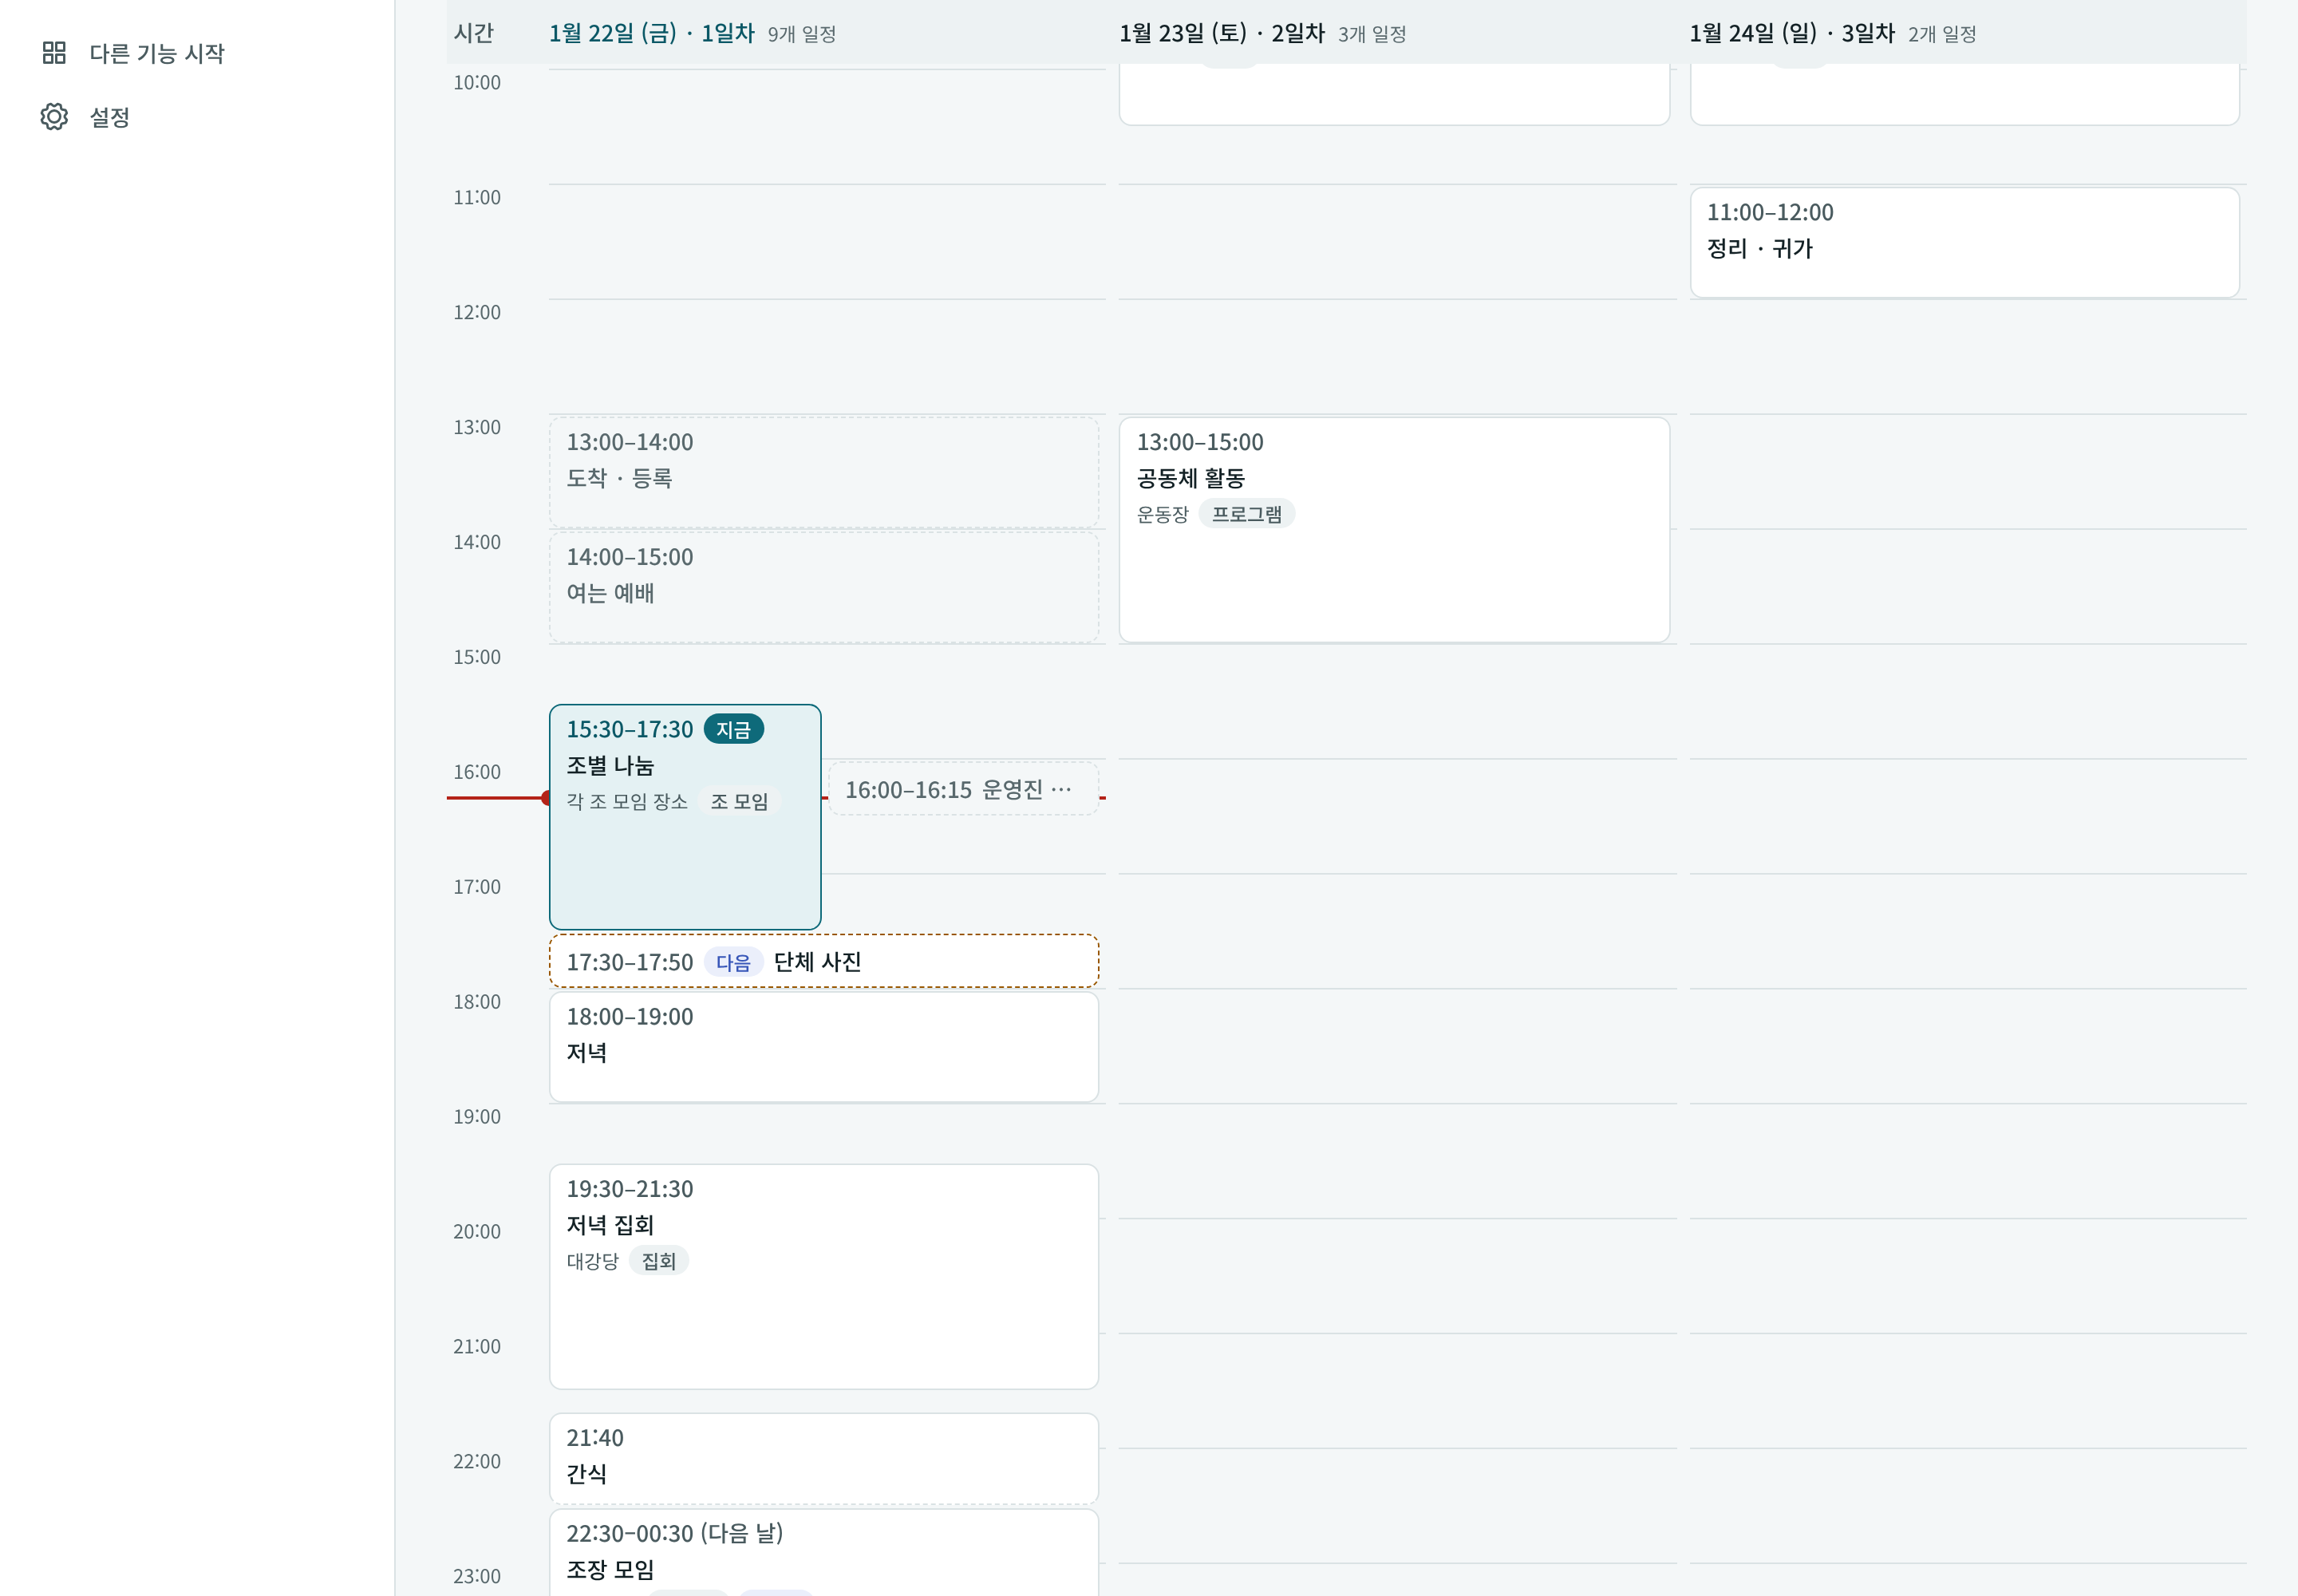 다른 기능 시작
설정
시간
1월 22일 (금) · 1일차 9개 일정
1월 23일 (토) · 2일차 3개 일정
1월 24일 (일) · 3일차 2개 일정
10:00
11:00
11:00–12:00
정리 · 귀가
12:00
13:00
13:00–14:00
도착 · 등록
13:00–15:00
공동체 활동
운동장 프로그램
14:00
14:00–15:00
여는 예배
15:00
15:30–17:30 지금
조별 나눔
각 조 모임 장소 조 모임
16:00
16:00–16:15 운영진 …
17:00
17:30–17:50 다음 단체 사진
18:00
18:00–19:00
저녁
19:00
19:30–21:30
저녁 집회
대강당 집회
20:00
21:00
21:40
간식
22:00
22:30–00:30 (다음 날)
조장 모임
23:00